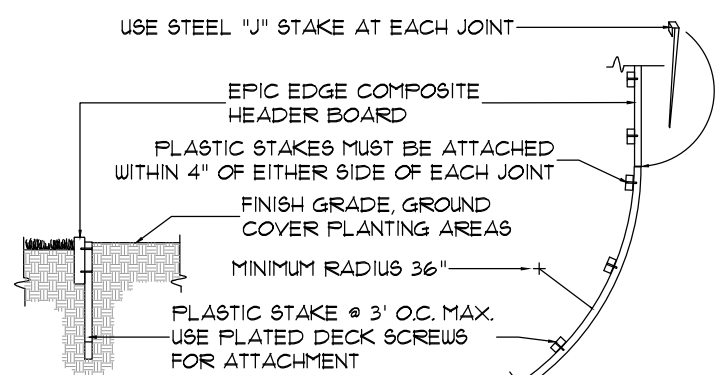 USE STEEL "J" STAKE AT EACH JOINT
EPIC EDGE COMPOSITE
HEADER BOARD
PLASTIC STAKES MUST BE ATTACHED
WITHIN 4" OF EITHER SIDE OF EACH JOINT
FINISH GRADE, GROUND
COVER PLANTING AREAS
MINIMUM RADIUS 36"
PLASTIC STAKE @ 3' O.C. MAX.
USE PLATED DECK SCREWS
FOR ATTACHMENT